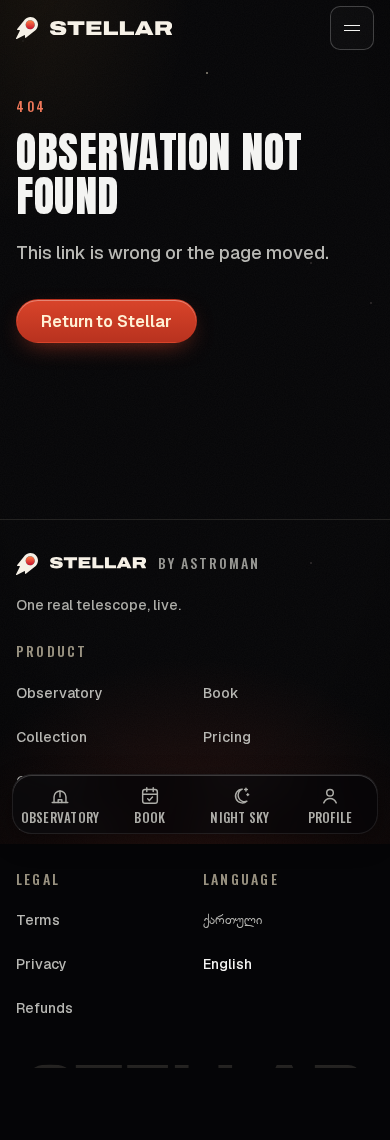 STELLAR
404
OBSERVATION NOT
FOUND
This link is wrong or the page moved.
Return to Stellar
STELLAR BY ASTROMAN
One real telescope, live.
PRODUCT
Observatory Book
Collection Pricing
OBSERVATORY BOOK NIGHT SKY PROFILE
LEGAL LANGUAGE
Terms ქართული
Privacy English
Refunds